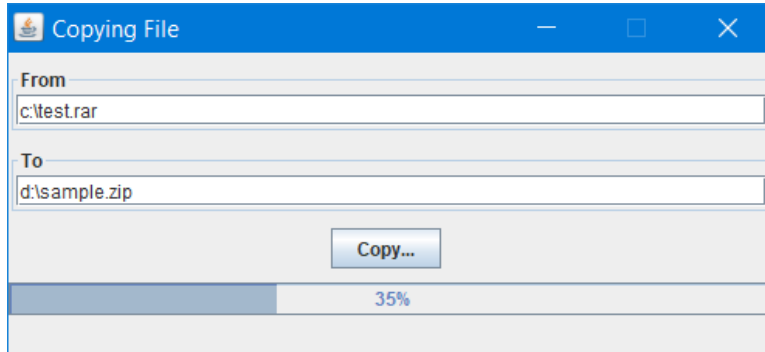 Copying File
From
c:\test.rar
To
d:\sample.zip
Copy...
35%